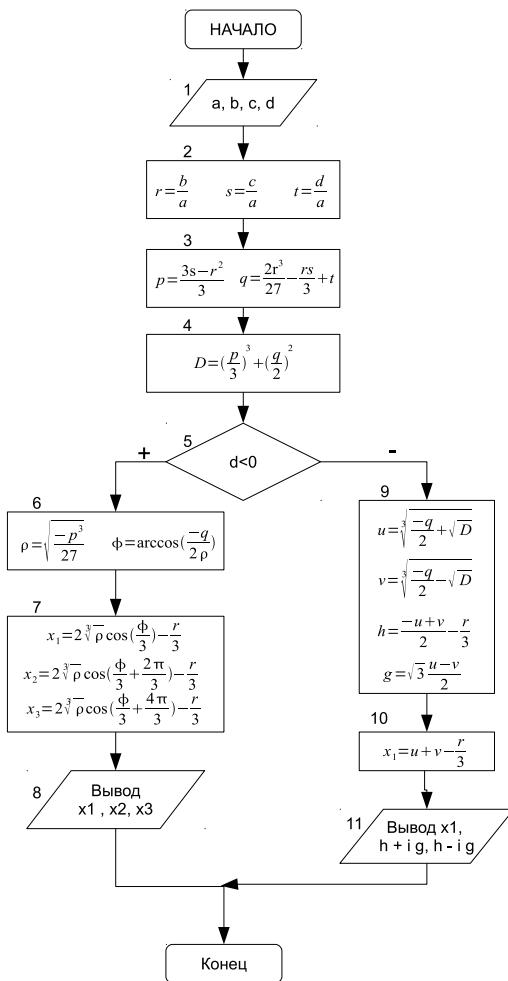 НАЧАЛО
1
a, b, c, d
2
r=b/a s=c/a t=d/a
3
p=(3s−r²)/3 q=2r³/27−rs/3+t
4
D=(p/3)³+(q/2)²
5
d<0
+
-
6
ρ=√(−p³/27) ϕ=arccos(−q/(2ρ))
7
x₁=2∛ρ cos(ϕ/3)−r/3
x₂=2∛ρ cos(ϕ/3+2π/3)−r/3
x₃=2∛ρ cos(ϕ/3+4π/3)−r/3
8
Вывод
x1 , x2, x3
9
u=∛(−q/2+√D)
v=∛(−q/2−√D)
h=(−u+v)/2−r/3
g=√3 (u−v)/2
10
x₁=u+v−r/3
11
Вывод x1,
h + i g, h - i g
Конец